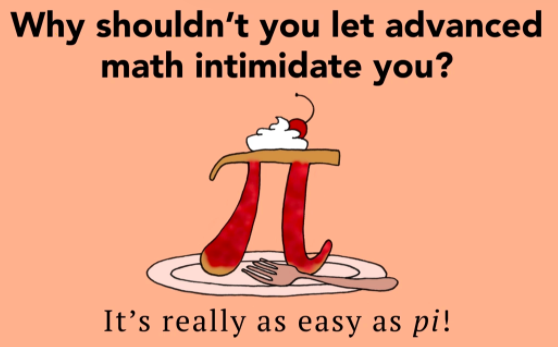 Why shouldn’t you let advanced
math intimidate you?
π
It’s really as easy as pi!